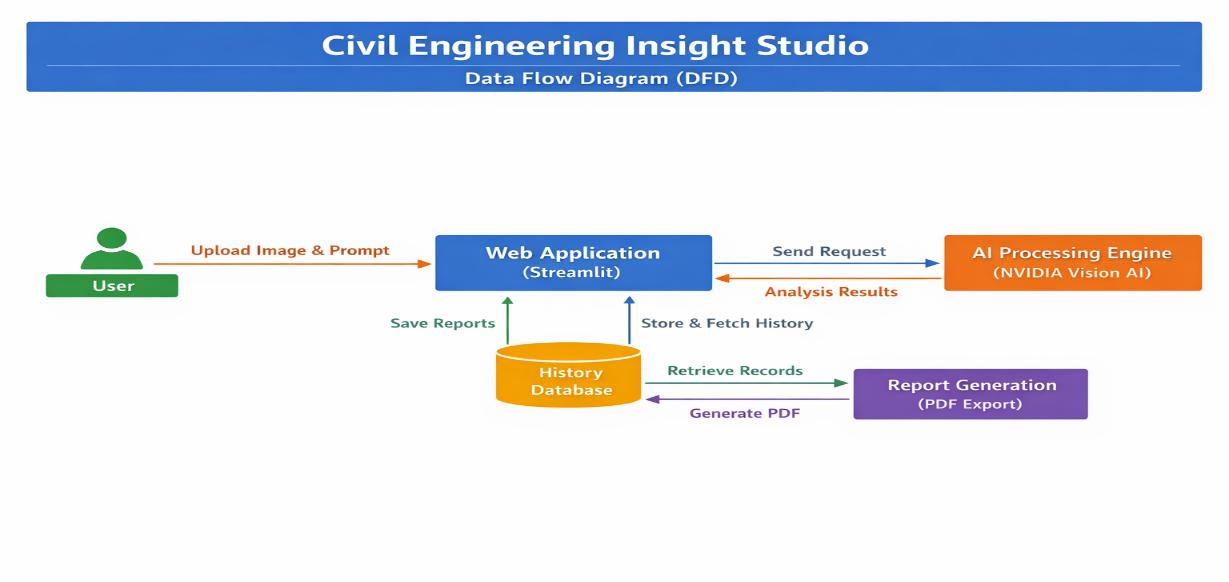 Civil Engineering Insight Studio
Data Flow Diagram (DFD)
Upload Image & Prompt
User
Web Application
(Streamlit)
Send Request
Analysis Results
AI Processing Engine
(NVIDIA Vision AI)
Save Reports
Store & Fetch History
History
Database
Retrieve Records
Generate PDF
Report Generation
(PDF Export)